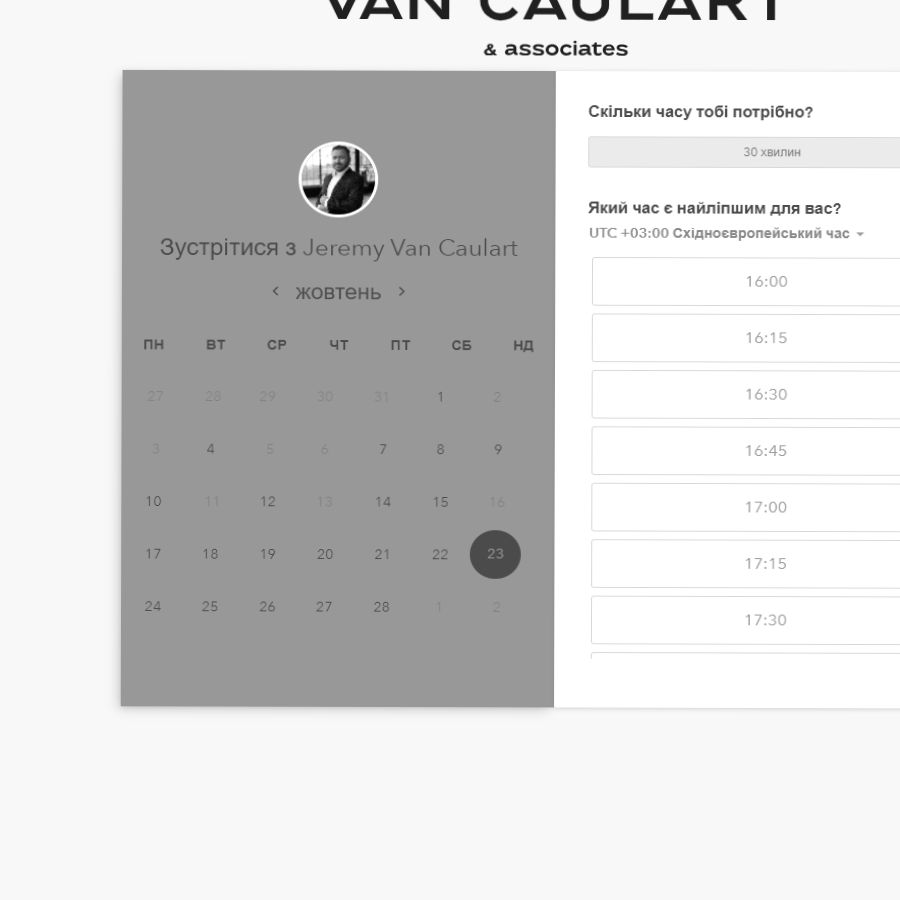 VAN CAULART
& associates
Зустрітися з Jeremy Van Caulart
жовтень
ПН ВТ СР ЧТ ПТ СБ НД
27 28 29 30 31 1 2
3 4 5 6 7 8 9
10 11 12 13 14 15 16
17 18 19 20 21 22 23
24 25 26 27 28 1 2
Скільки часу тобі потрібно?
30 хвилин
Який час є найліпшим для вас?
UTC +03:00 Східноєвропейський час
16:00
16:15
16:30
16:45
17:00
17:15
17:30